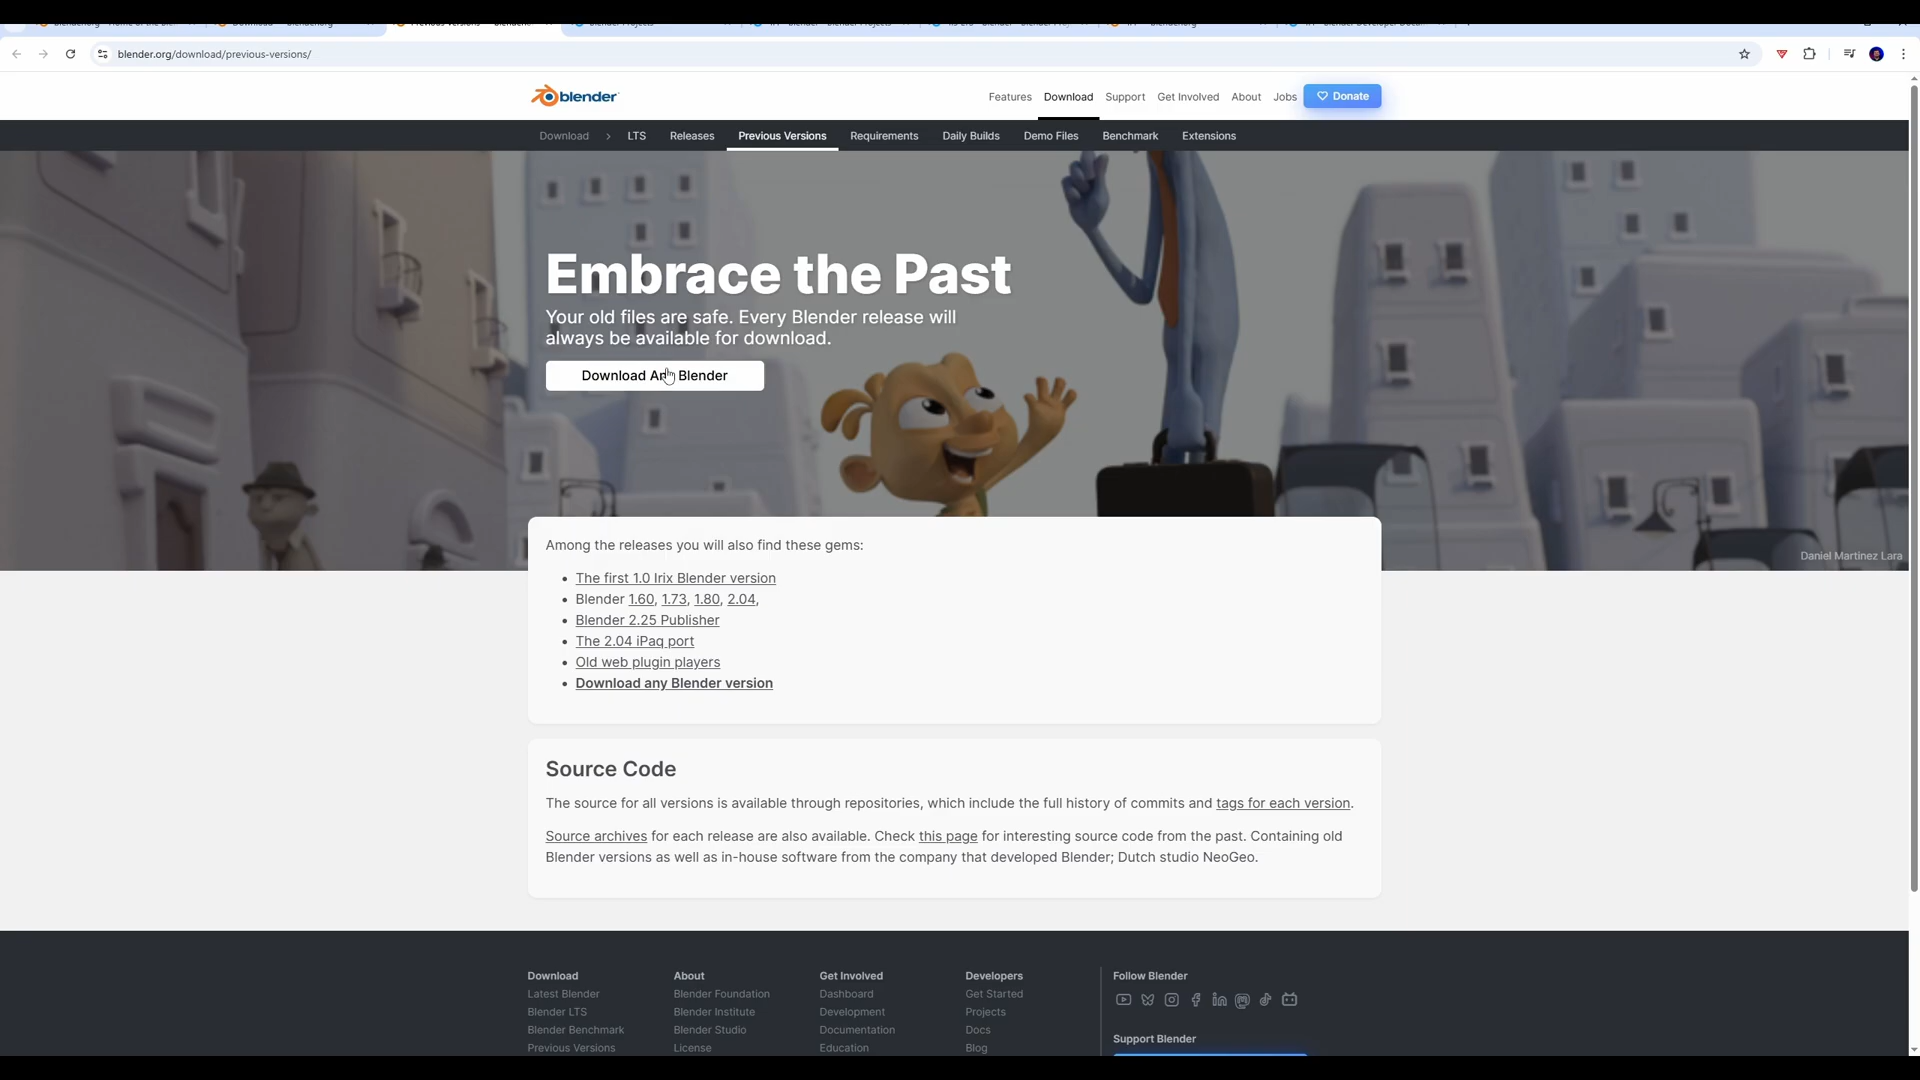 blender.org/download/previous-versions/
blender
Features
Download
Support
Get Involved
About
Jobs
Donate
Download
LTS
Releases
Previous Versions
Requirements
Daily Builds
Demo Files
Benchmark
Extensions
Embrace the Past
Your old files are safe. Every Blender release will
always be available for download.
Download Any Blender
Daniel Martinez Lara
Among the releases you will also find these gems:
• The first 1.0 Irix Blender version
• Blender 1.60, 1.73, 1.80, 2.04,
• Blender 2.25 Publisher
• The 2.04 iPaq port
• Old web plugin players
• Download any Blender version
Source Code
The source for all versions is available through repositories, which include the full history of commits and tags for each version.
Source archives for each release are also available. Check this page for interesting source code from the past. Containing old
Blender versions as well as in-house software from the company that developed Blender; Dutch studio NeoGeo.
Download
Latest Blender
Blender LTS
Blender Benchmark
Previous Versions
About
Blender Foundation
Blender Institute
Blender Studio
License
Get Involved
Dashboard
Development
Documentation
Education
Developers
Get Started
Projects
Docs
Blog
Follow Blender
Support Blender